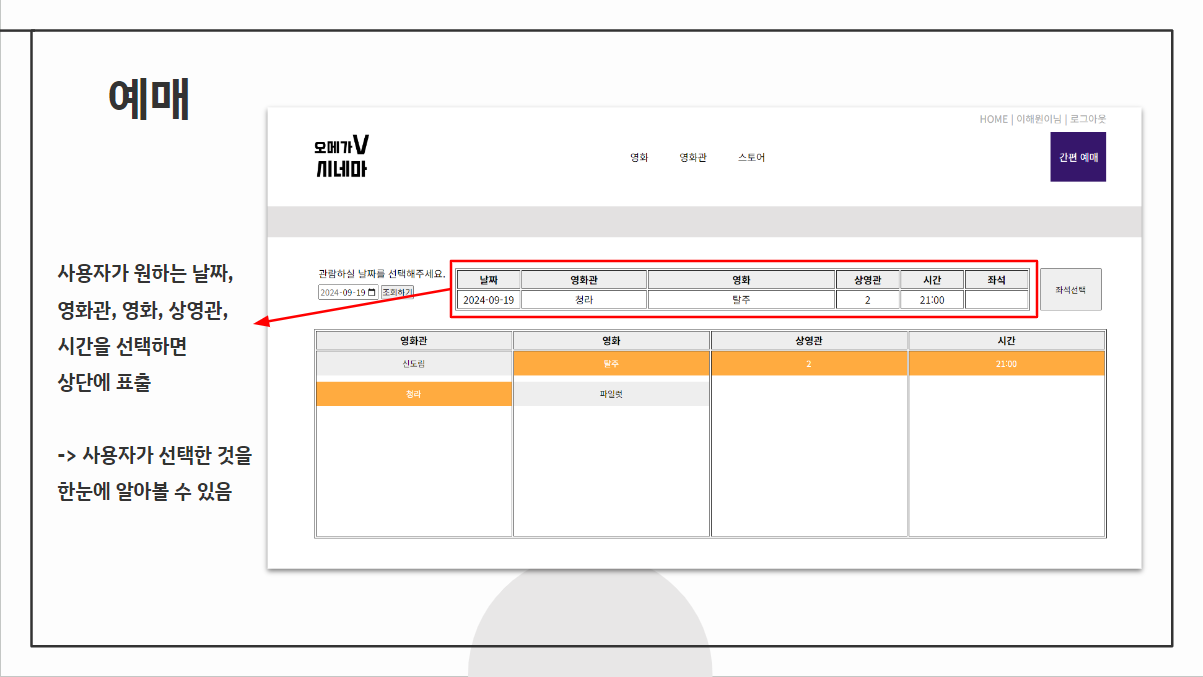 예매
HOME | 이해원이님 | 로그아웃
오메가V
시네마
영화 영화관 스토어
간편 예매
사용자가 원하는 날짜,
영화관, 영화, 상영관,
시간을 선택하면
상단에 표출
-> 사용자가 선택한 것을
한눈에 알아볼 수 있음
관람하실 날짜를 선택해주세요.
2024-09-19 조회하기
날짜 영화관 영화 상영관 시간 좌석
2024-09-19 청라 탈주 2 21:00
좌석선택
영화관 영화 상영관 시간
신도림 탈주 2 21:00
청라 파일럿